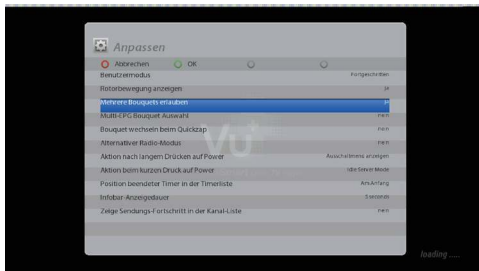 Anpassen
Abbrechen OK
Benutzermodus Fortgeschritten
Rotorbewegung anzeigen ja
Mehrere Bouquets erlauben ja
Multi-EPG Bouquet Auswahl nein
Bouquet wechseln beim Quickzap nein
Alternativer Radio-Modus nein
Aktion nach langem Drücken auf Power Ausschaltmenü anzeigen
Aktion beim kurzen Druck auf Power Idle-Server Mode
Position beendeter Timer in der Timerliste Am Anfang
Infobar-Anzeigedauer
Zeige Sendungs-Fortschritt in der Kanal-Liste nein
Vu+
loading .....